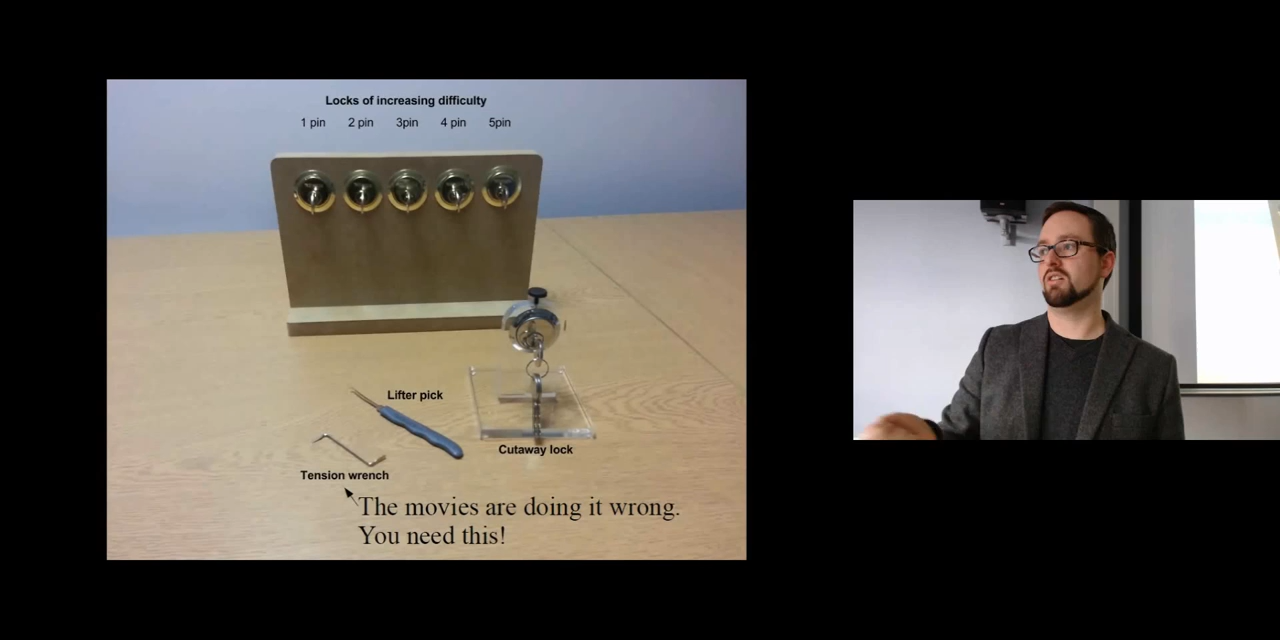 Locks of increasing difficulty
1 pin 2 pin 3pin 4 pin 5pin
Lifter pick
Cutaway lock
Tension wrench
The movies are doing it wrong.
You need this!